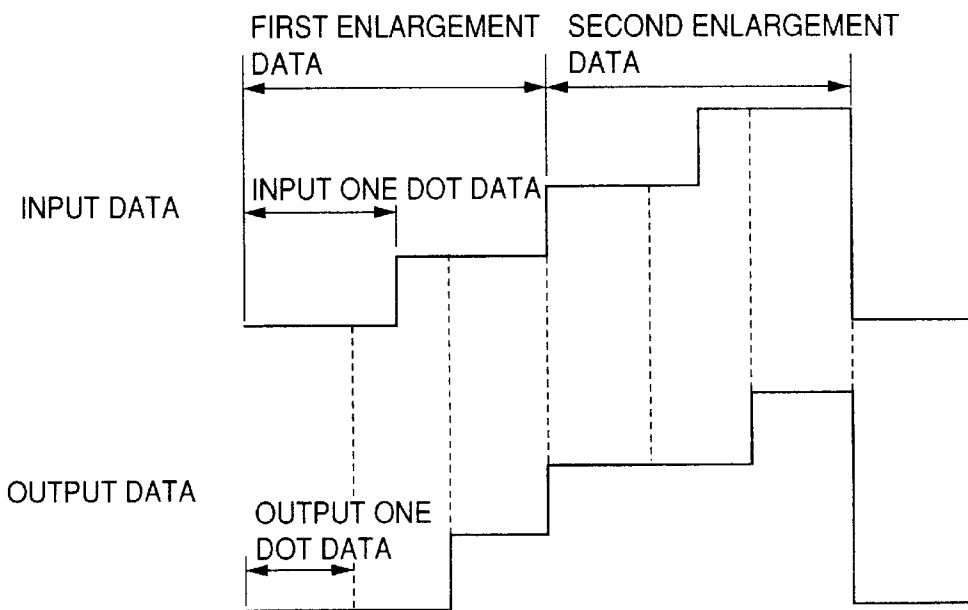 FIRST ENLARGEMENT
DATA
SECOND ENLARGEMENT
DATA
INPUT ONE DOT DATA
INPUT DATA
OUTPUT DATA
OUTPUT ONE
DOT DATA